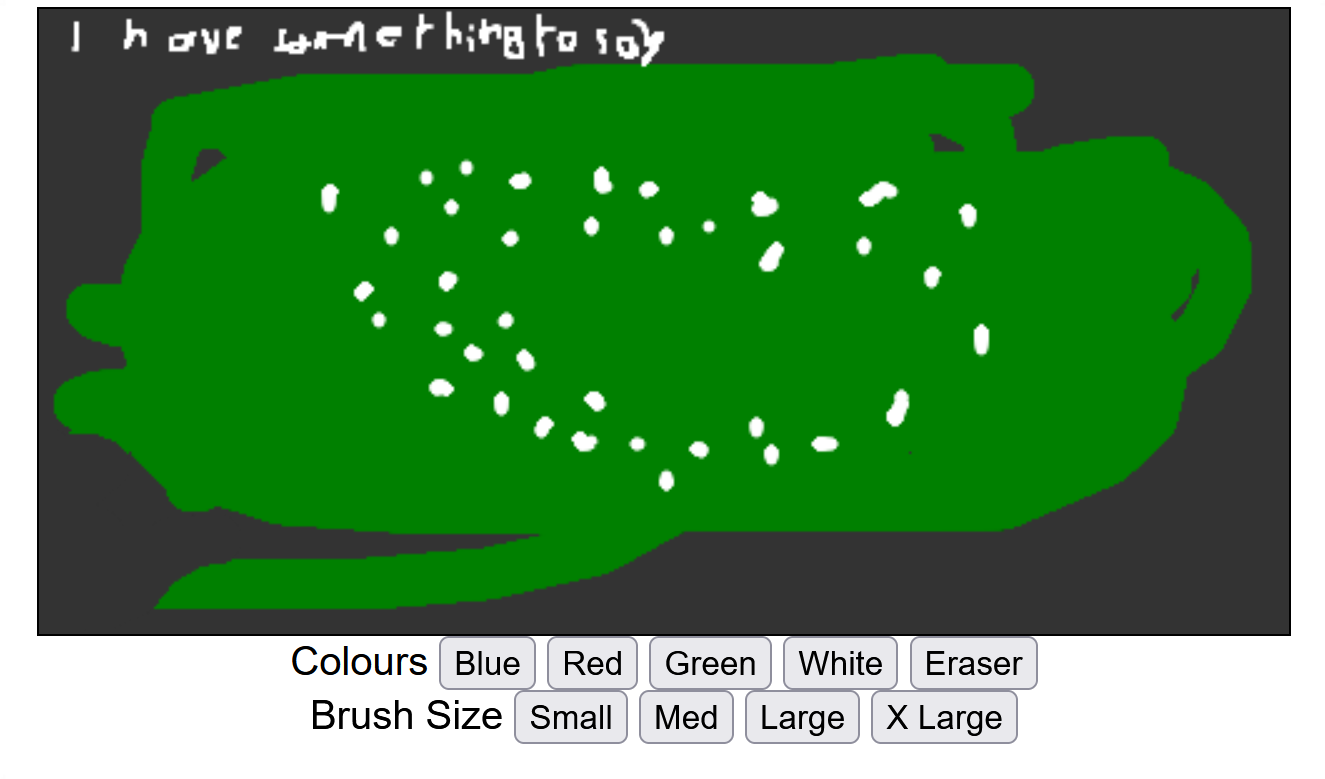 I have something to say
Colours Blue Red Green White Eraser
Brush Size Small Med Large X Large